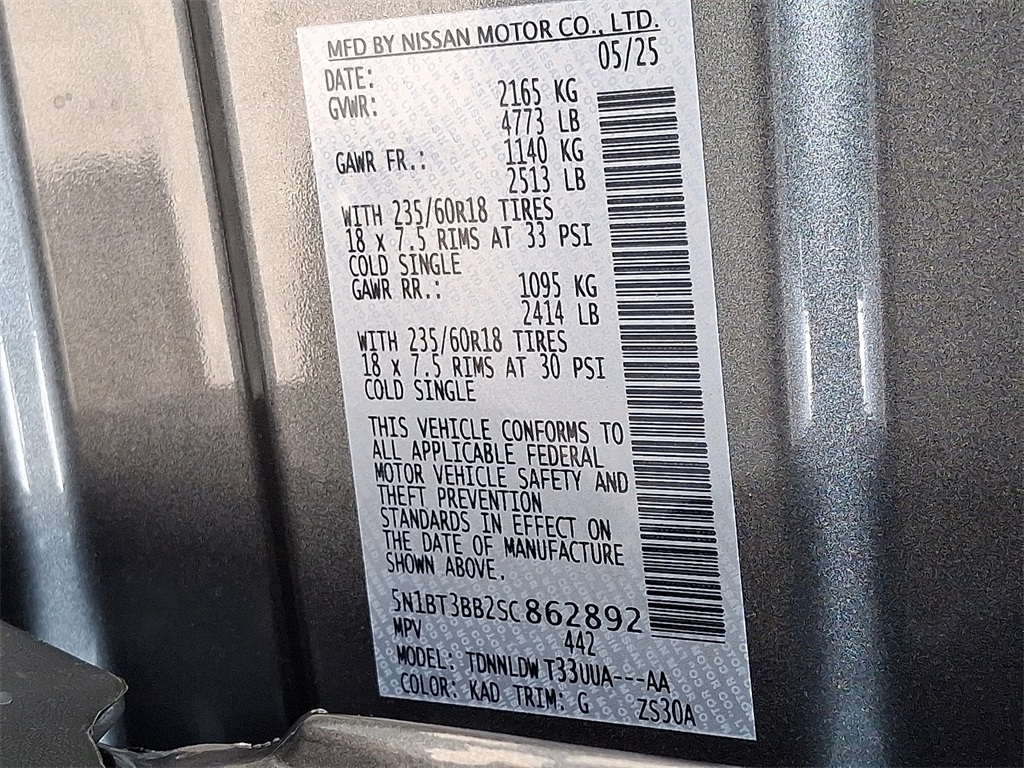 MFD BY NISSAN MOTOR CO., LTD.
DATE: 05/25
GVWR: 2165 KG
4773 LB
GAWR FR.: 1140 KG
2513 LB
WITH 235/60R18 TIRES
18 x 7.5 RIMS AT 33 PSI
COLD SINGLE
GAWR RR.: 1095 KG
2414 LB
WITH 235/60R18 TIRES
18 x 7.5 RIMS AT 30 PSI
COLD SINGLE
THIS VEHICLE CONFORMS TO
ALL APPLICABLE FEDERAL
MOTOR VEHICLE SAFETY AND
THEFT PREVENTION
STANDARDS IN EFFECT ON
THE DATE OF MANUFACTURE
SHOWN ABOVE.
5N1BT3BB2SC862892
MPV 442
MODEL: TDNNLDWT33UUA---AA
COLOR: KAD TRIM: G ZS30A